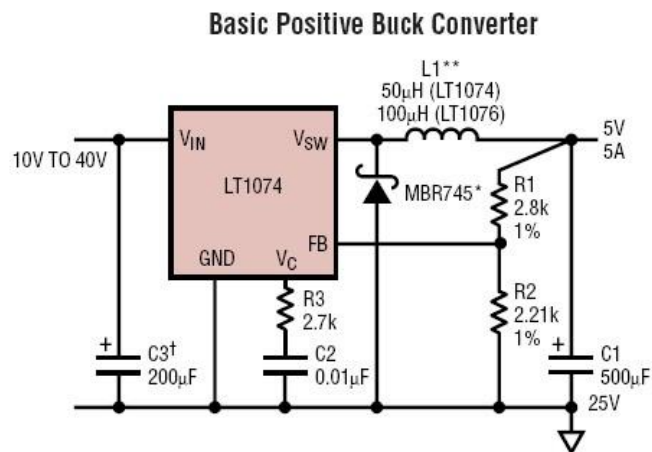 Basic Positive Buck Converter
L1**
50µH (LT1074)
100µH (LT1076)
10V TO 40V
VIN
VSW
LT1074
GND
VC
FB
MBR745*
5V
5A
R1
2.8k
1%
R2
2.21k
1%
R3
2.7k
C2
0.01µF
+
C3†
200µF
+
C1
500µF
25V